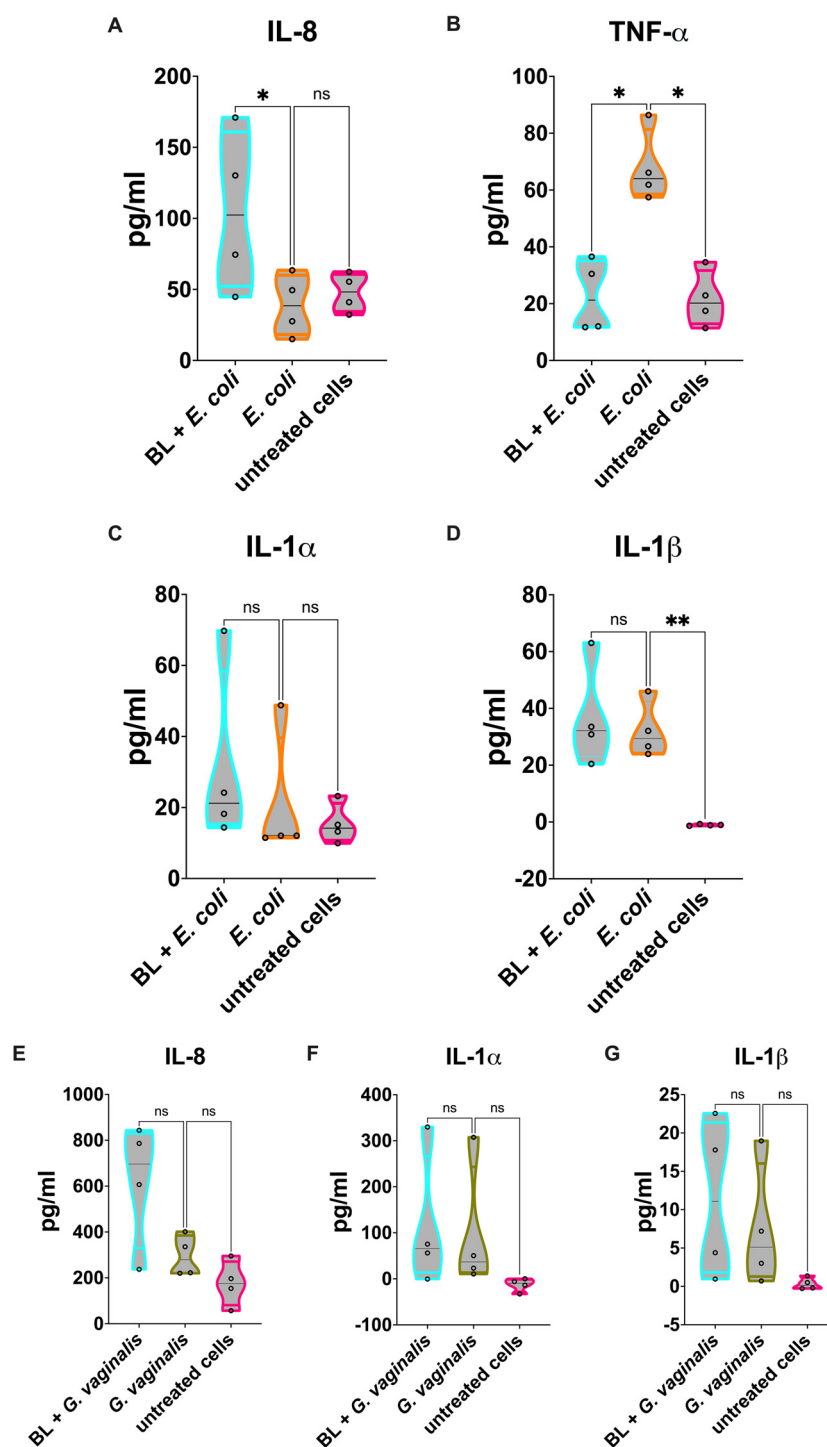 A
IL-8
pg/ml
200
150
100
50
0
*
ns
BL + E. coli
E. coli
untreated cells
B
TNF-α
pg/ml
100
80
60
40
20
0
*
*
BL + E. coli
E. coli
untreated cells
C
IL-1α
pg/ml
80
60
40
20
0
ns
ns
BL + E. coli
E. coli
untreated cells
D
IL-1β
pg/ml
80
60
40
20
0
-20
ns
**
BL + E. coli
E. coli
untreated cells
E
IL-8
pg/ml
1000
800
600
400
200
0
ns
ns
BL + G. vaginalis
G. vaginalis
untreated cells
F
IL-1α
pg/ml
400
300
200
100
0
-100
ns
ns
BL + G. vaginalis
G. vaginalis
untreated cells
G
IL-1β
pg/ml
25
20
15
10
5
0
-5
ns
ns
BL + G. vaginalis
G. vaginalis
untreated cells